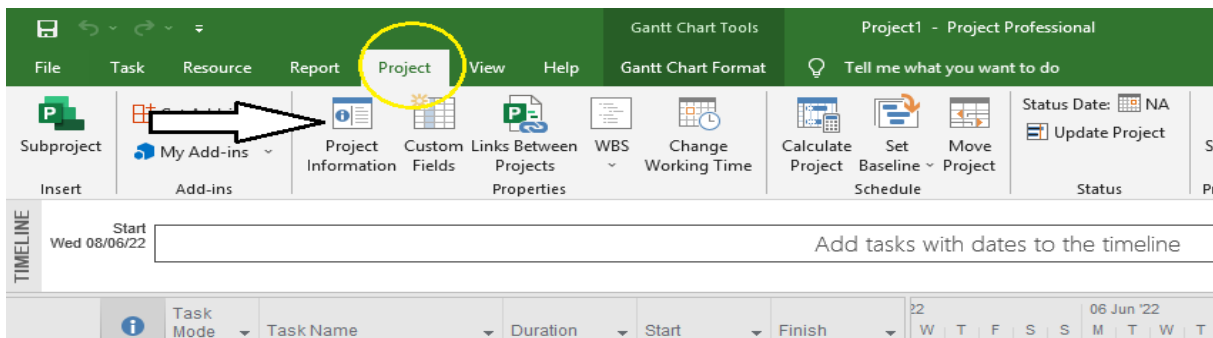 Gantt Chart Tools
Project1 - Project Professional
File Task Resource Report Project View Help Gantt Chart Format Tell me what you want to do
Subproject
My Add-ins
Project Information
Custom Fields
Links Between Projects
WBS
Change Working Time
Calculate Project
Set Baseline
Move Project
Status Date: NA
Update Project
Insert
Add-ins
Properties
Schedule
Status
TIMELINE
Start
Wed 08/06/22
Add tasks with dates to the timeline
Task Mode
Task Name
Duration
Start
Finish
22
06 Jun '22
W T F S S M T W T